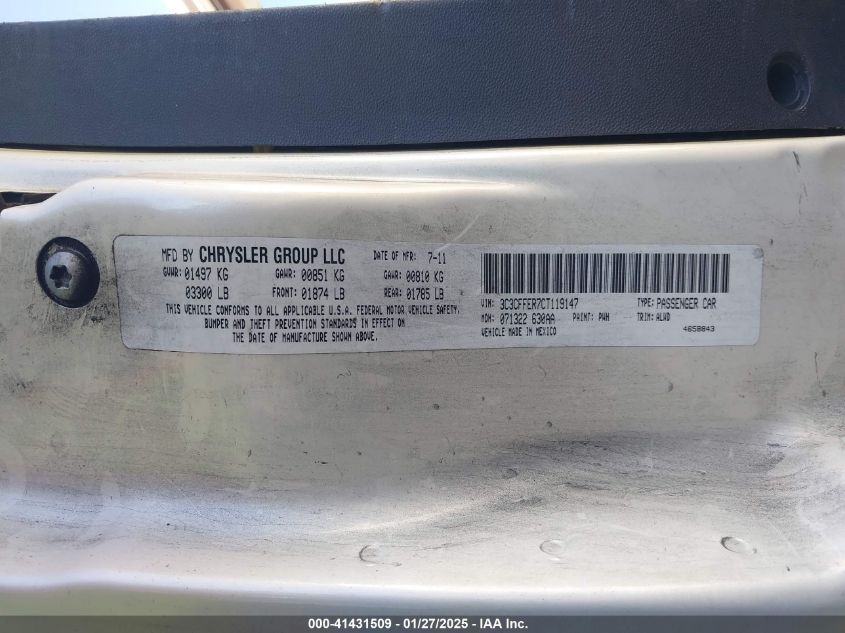 MFD BY CHRYSLER GROUP LLC DATE OF MFR: 7-11
GVWR: 01497 KG GAWR: 00851 KG GAWR: 00810 KG
03300 LB FRONT: 01874 LB REAR: 01785 LB
THIS VEHICLE CONFORMS TO ALL APPLICABLE U.S.A. FEDERAL MOTOR VEHICLE SAFETY,
BUMPER AND THEFT PREVENTION STANDARDS IN EFFECT ON
THE DATE OF MANUFACTURE SHOWN ABOVE.
VIN: 3C3CFFER7CT119147 TYPE: PASSENGER CAR
MDH: 071322 630AA PAINT: PWH TRIM: ALWD
VEHICLE MADE IN MEXICO 4658843
000-41431509 - 01/27/2025 - IAA Inc.